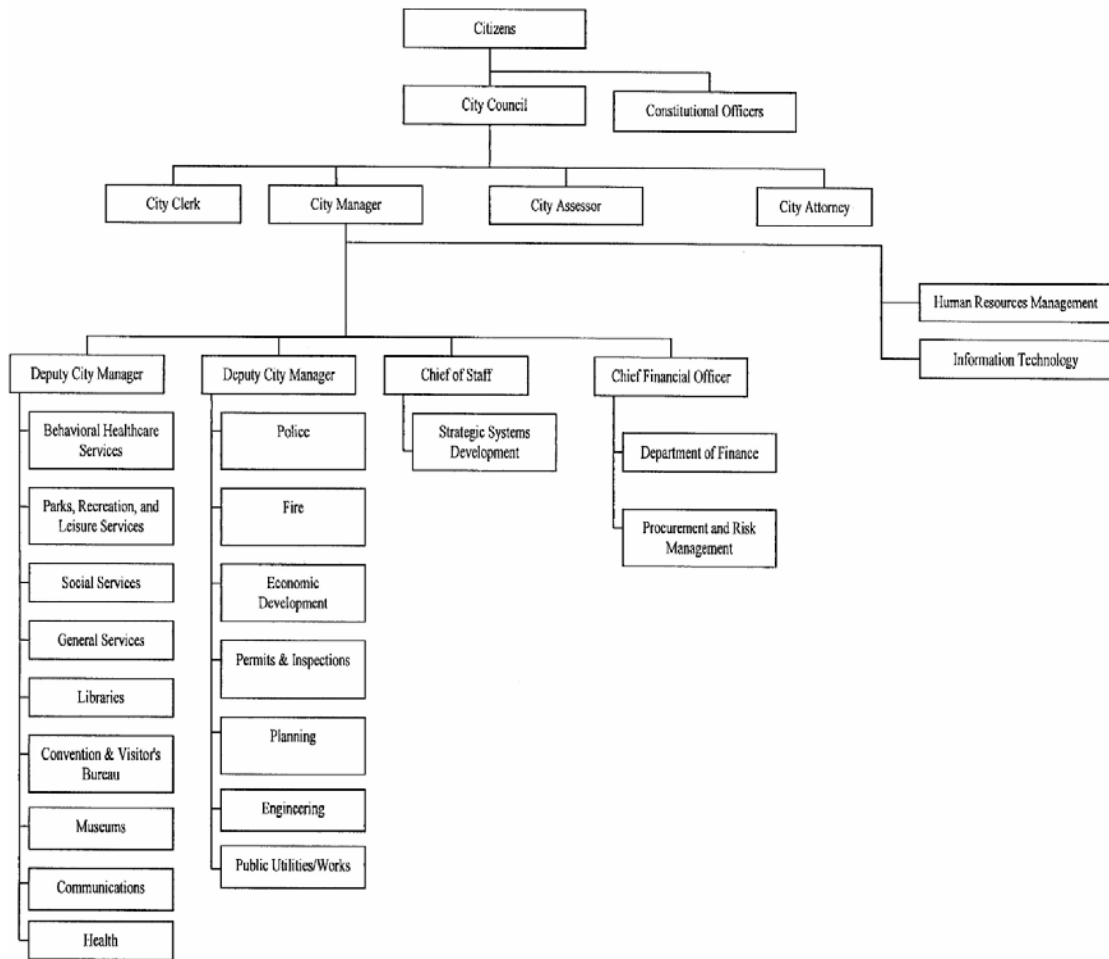 Citizens
City Council
Constitutional Officers
City Clerk
City Manager
City Assessor
City Attorney
Human Resources Management
Information Technology
Deputy City Manager
Deputy City Manager
Chief of Staff
Chief Financial Officer
Behavioral Healthcare
Services
Parks, Recreation, and
Leisure Services
Social Services
General Services
Libraries
Convention & Visitor's
Bureau
Museums
Communications
Health
Police
Fire
Economic
Development
Permits & Inspections
Planning
Engineering
Public Utilities/Works
Strategic Systems
Development
Department of Finance
Procurement and Risk
Management